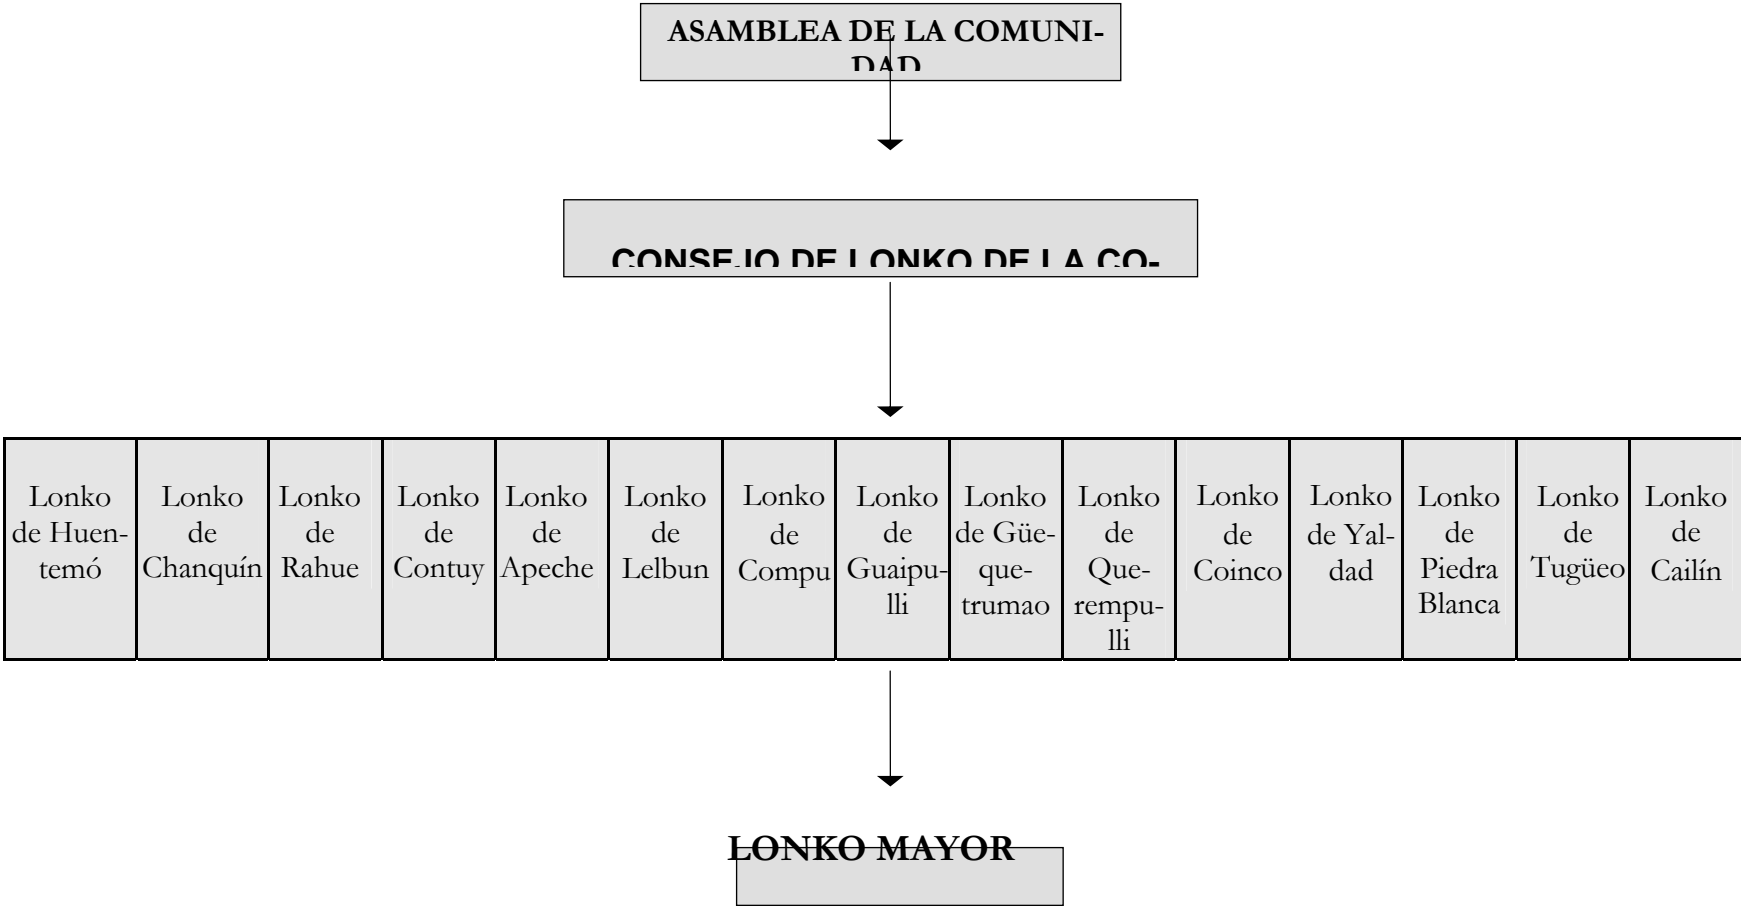 ASAMBLEA DE LA COMUNI-
DAD
CONSEJO DE LONKO DE LA CO-
Lonko
de Huen-
temó
Lonko
de
Chanquín
Lonko
de
Rahue
Lonko
de
Contuy
Lonko
de
Apeche
Lonko
de
Lelbun
Lonko
de
Compu
Lonko
de
Guaipu-
lli
Lonko
de Güe-
que-
trumao
Lonko
de
Que-
rempu-
lli
Lonko
de
Coinco
Lonko
de Yal-
dad
Lonko
de
Piedra
Blanca
Lonko
de
Tugüeo
Lonko
de
Cailín
LONKO MAYOR